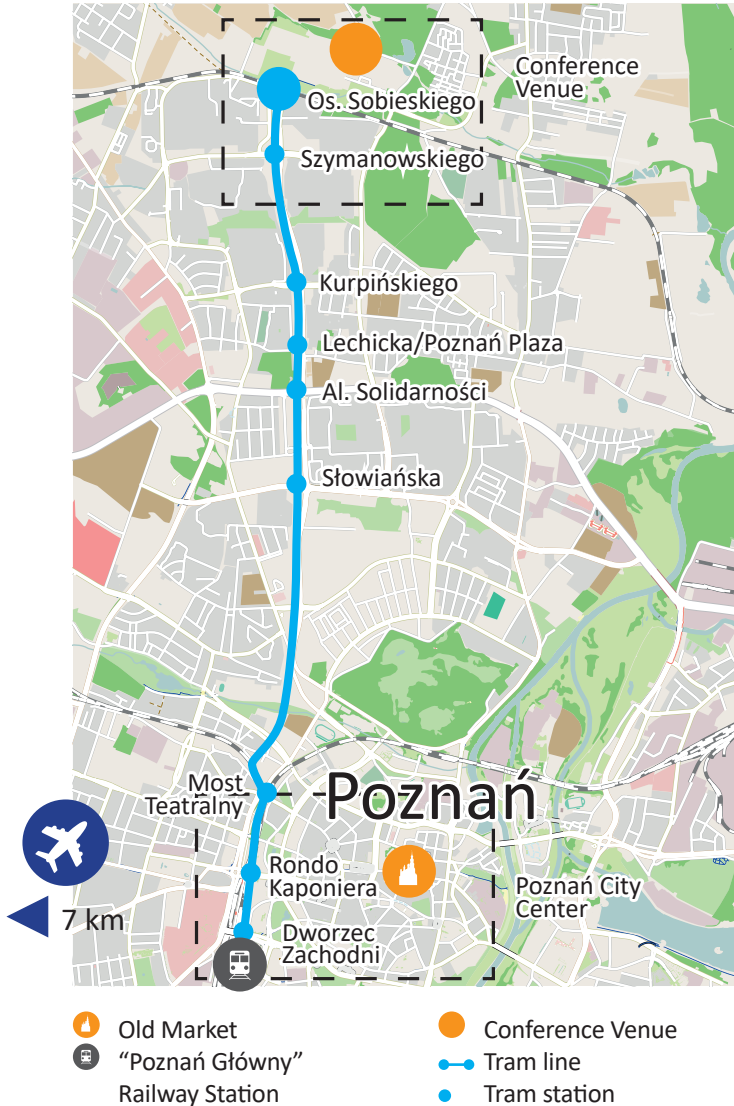 Conference
Venue
Os. Sobieskiego
Szymanowskiego
Kurpińskiego
Lechicka/Poznań Plaza
Al. Solidarności
Słowiańska
Most
Teatralny
Poznań
Rondo
Kaponiera
Poznań City
Center
7 km
Dworzec
Zachodni
Old Market
“Poznań Główny”
Railway Station
Conference Venue
Tram line
Tram station